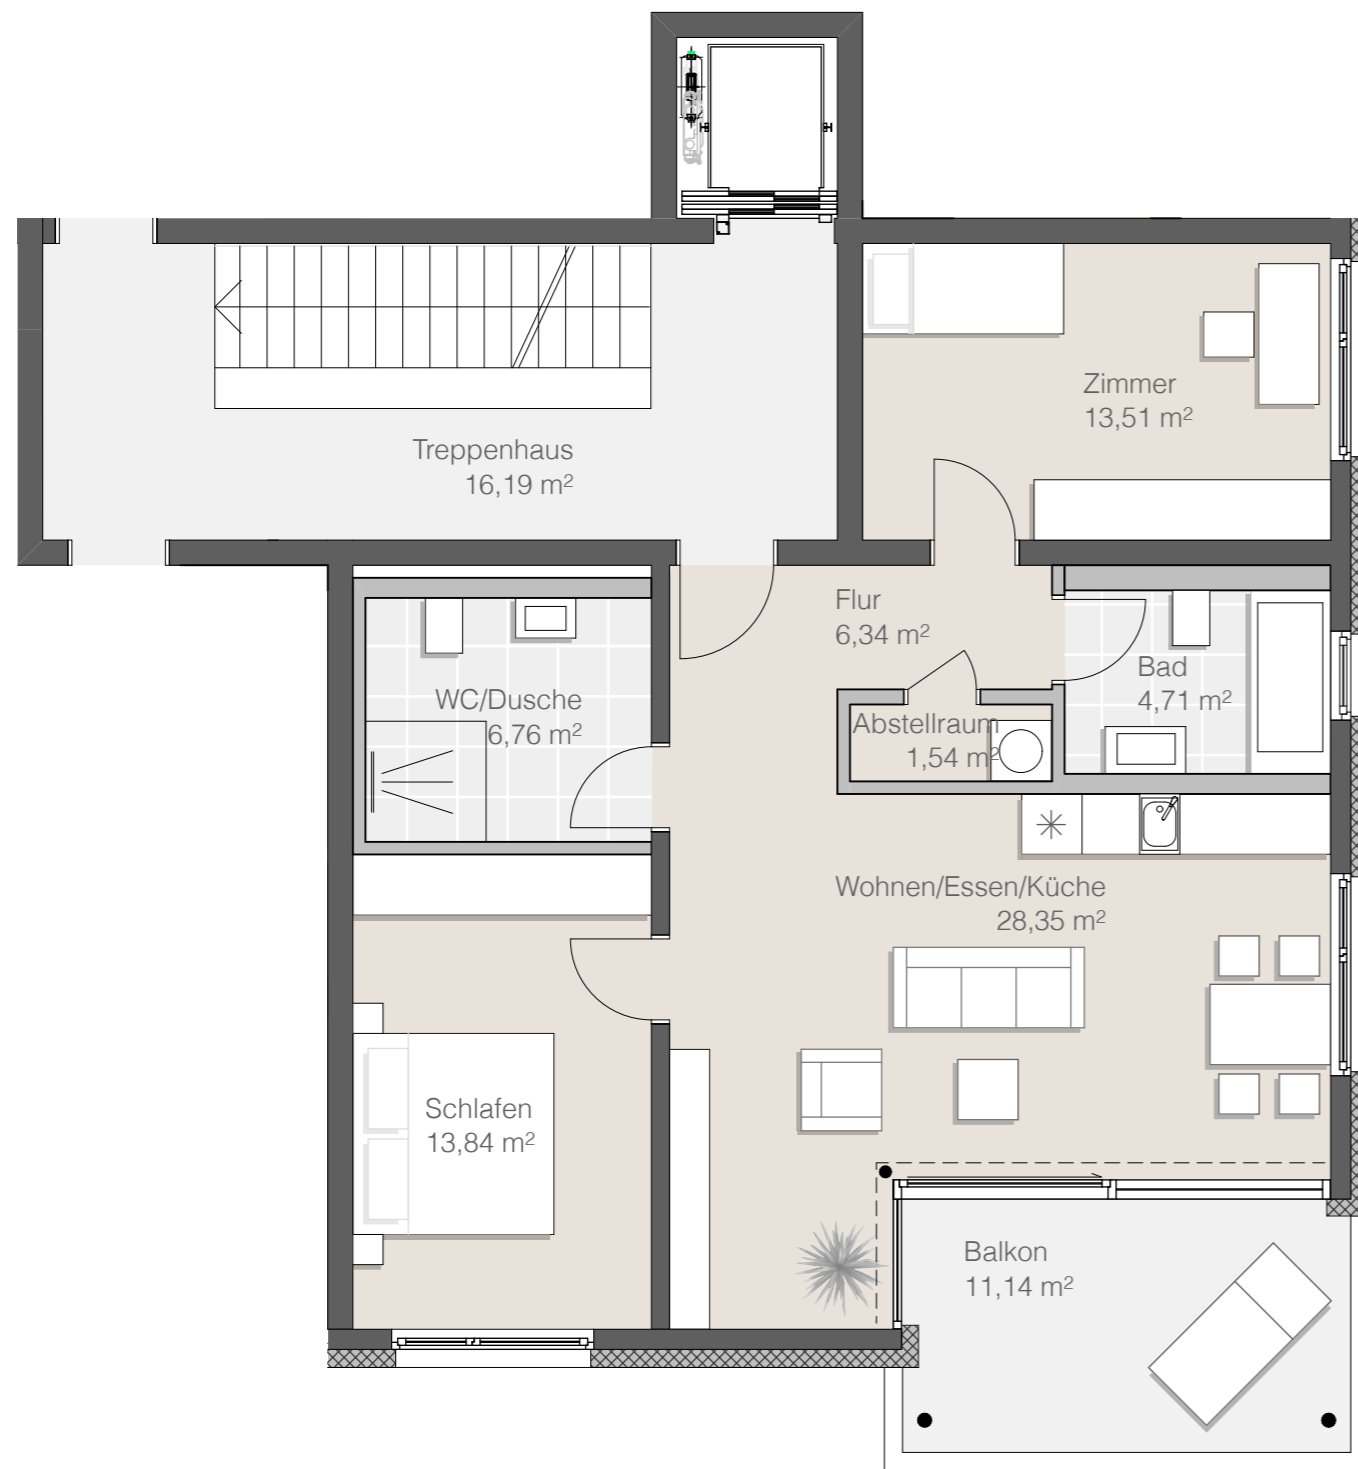 Zimmer
13,51 m²
Treppenhaus
16,19 m²
Flur
6,34 m²
Bad
4,71 m²
WC/Dusche
6,76 m²
Abstellraum
1,54 m²
Wohnen/Essen/Küche
28,35 m²
Schlafen
13,84 m²
Balkon
11,14 m²